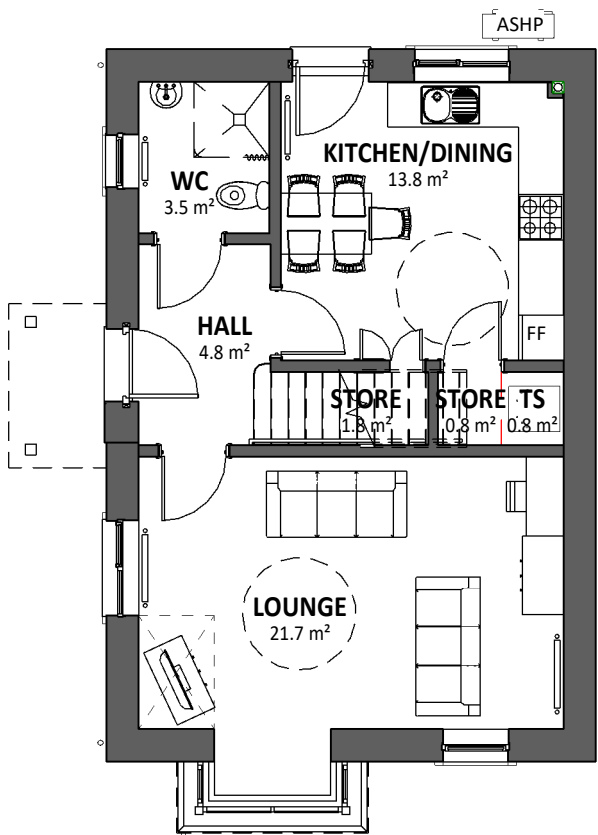 ASHP
KITCHEN/DINING
13.8 m²
WC
3.5 m²
HALL
4.8 m²
FF
STORE STORE TS
1.8 m² 0.8 m² 0.8 m²
LOUNGE
21.7 m²